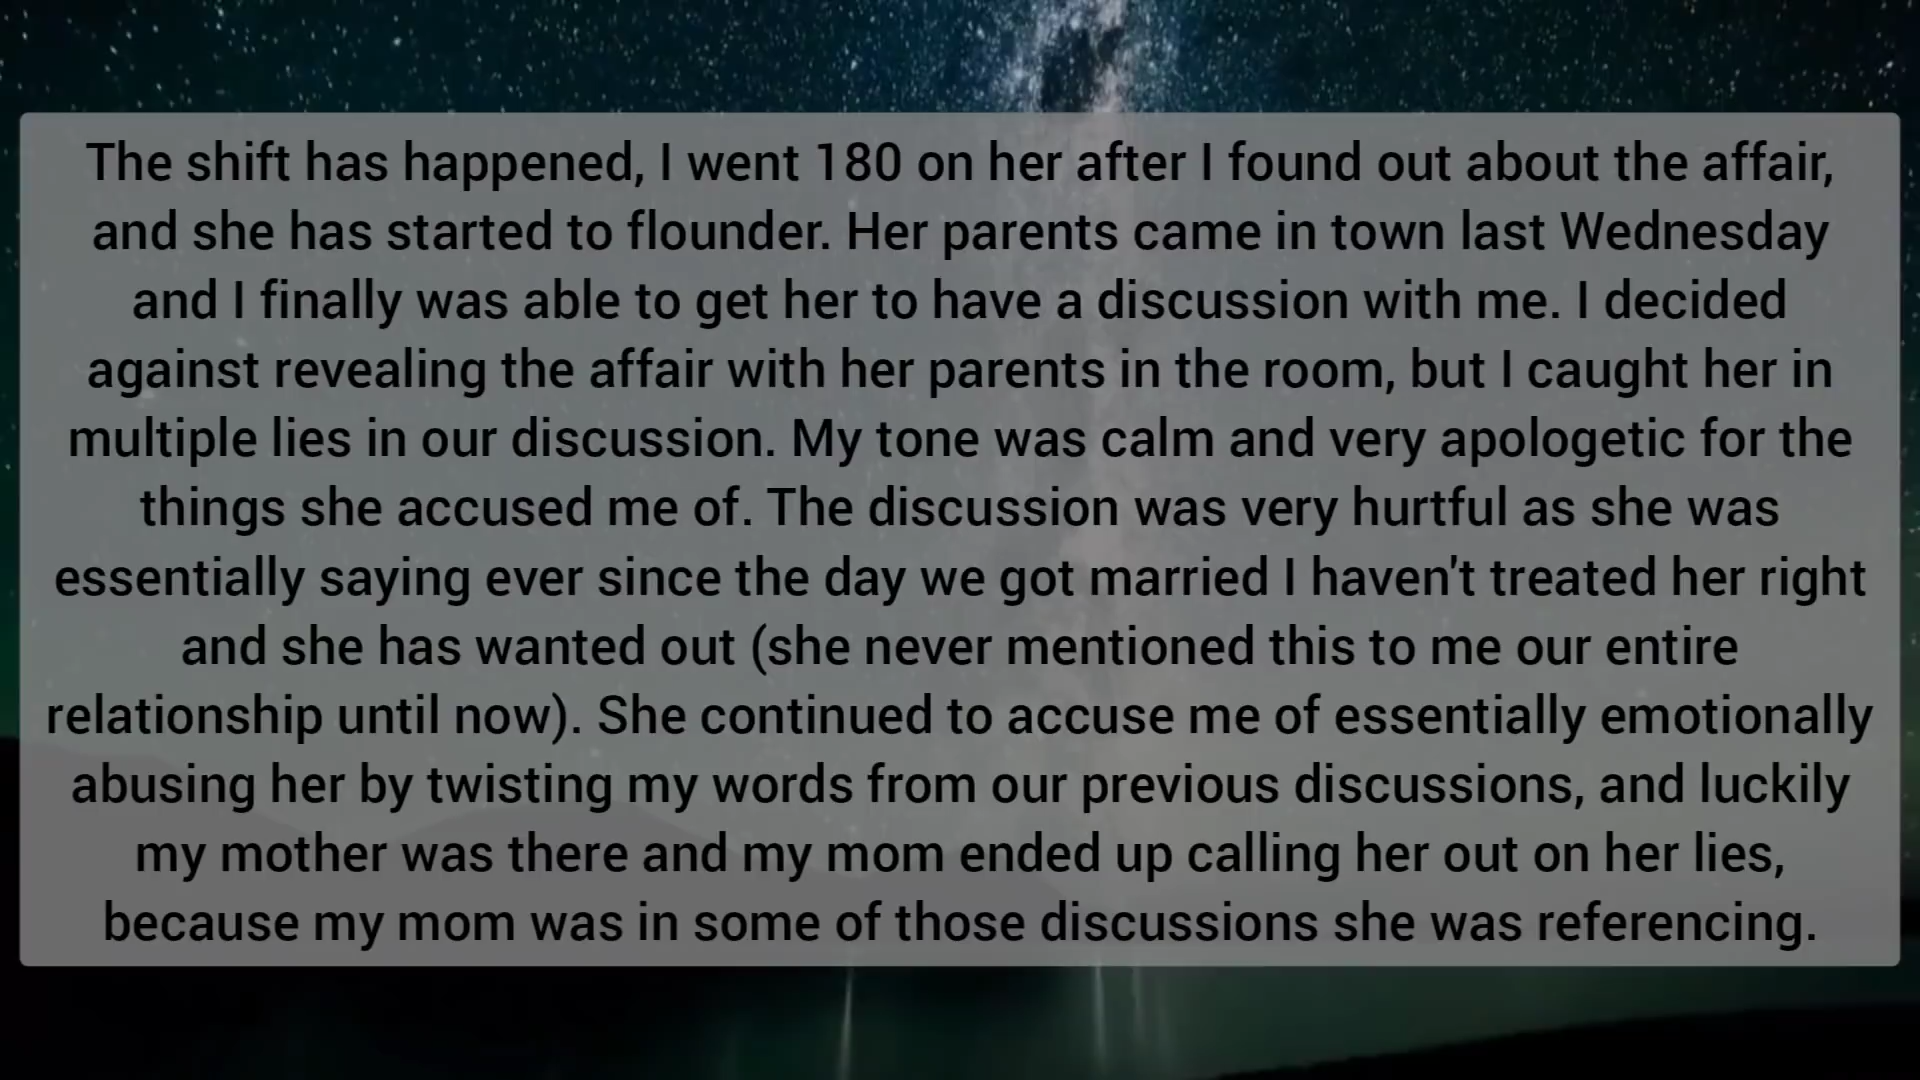 The shift has happened, I went 180 on her after I found out about the affair,
and she has started to flounder. Her parents came in town last Wednesday
and I finally was able to get her to have a discussion with me. I decided
against revealing the affair with her parents in the room, but I caught her in
multiple lies in our discussion. My tone was calm and very apologetic for the
things she accused me of. The discussion was very hurtful as she was
essentially saying ever since the day we got married I haven't treated her right
and she has wanted out (she never mentioned this to me our entire
relationship until now). She continued to accuse me of essentially emotionally
abusing her by twisting my words from our previous discussions, and luckily
my mother was there and my mom ended up calling her out on her lies,
because my mom was in some of those discussions she was referencing.